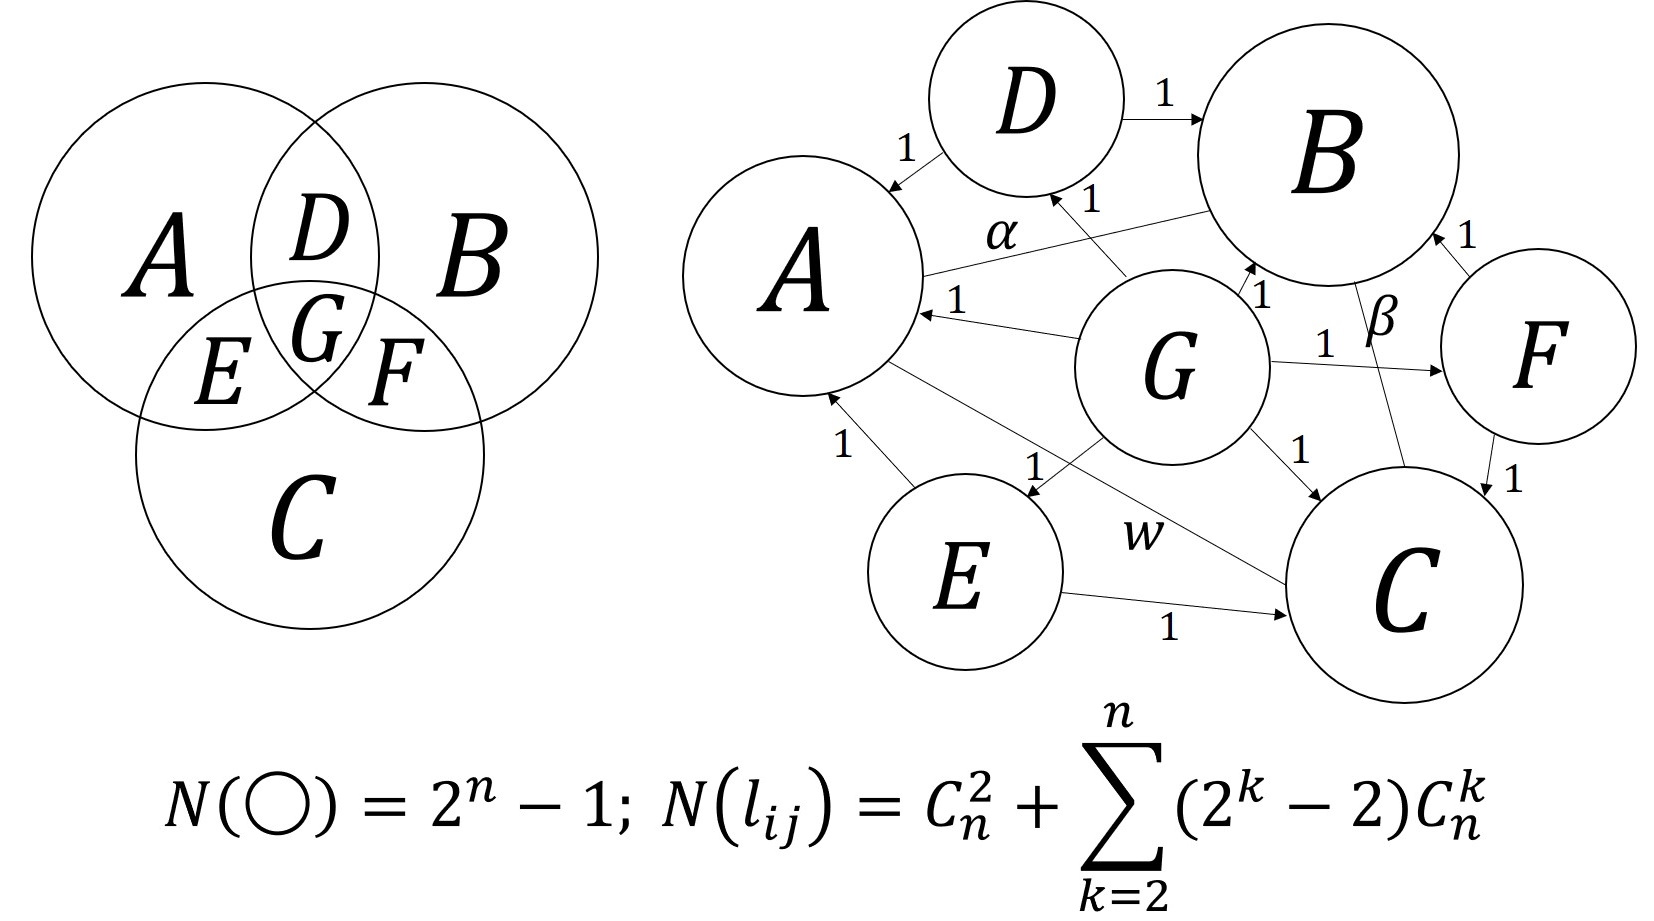 A
D
B
E
G
F
C
D
1
B
1
1
α
A
1
1
1
β
G
1
F
1
1
1
1
w
E
C
1
N(○) = 2^n − 1; N(l_{ij}) = C_n^2 + \sum_{k=2}^{n} (2^k − 2)C_n^k